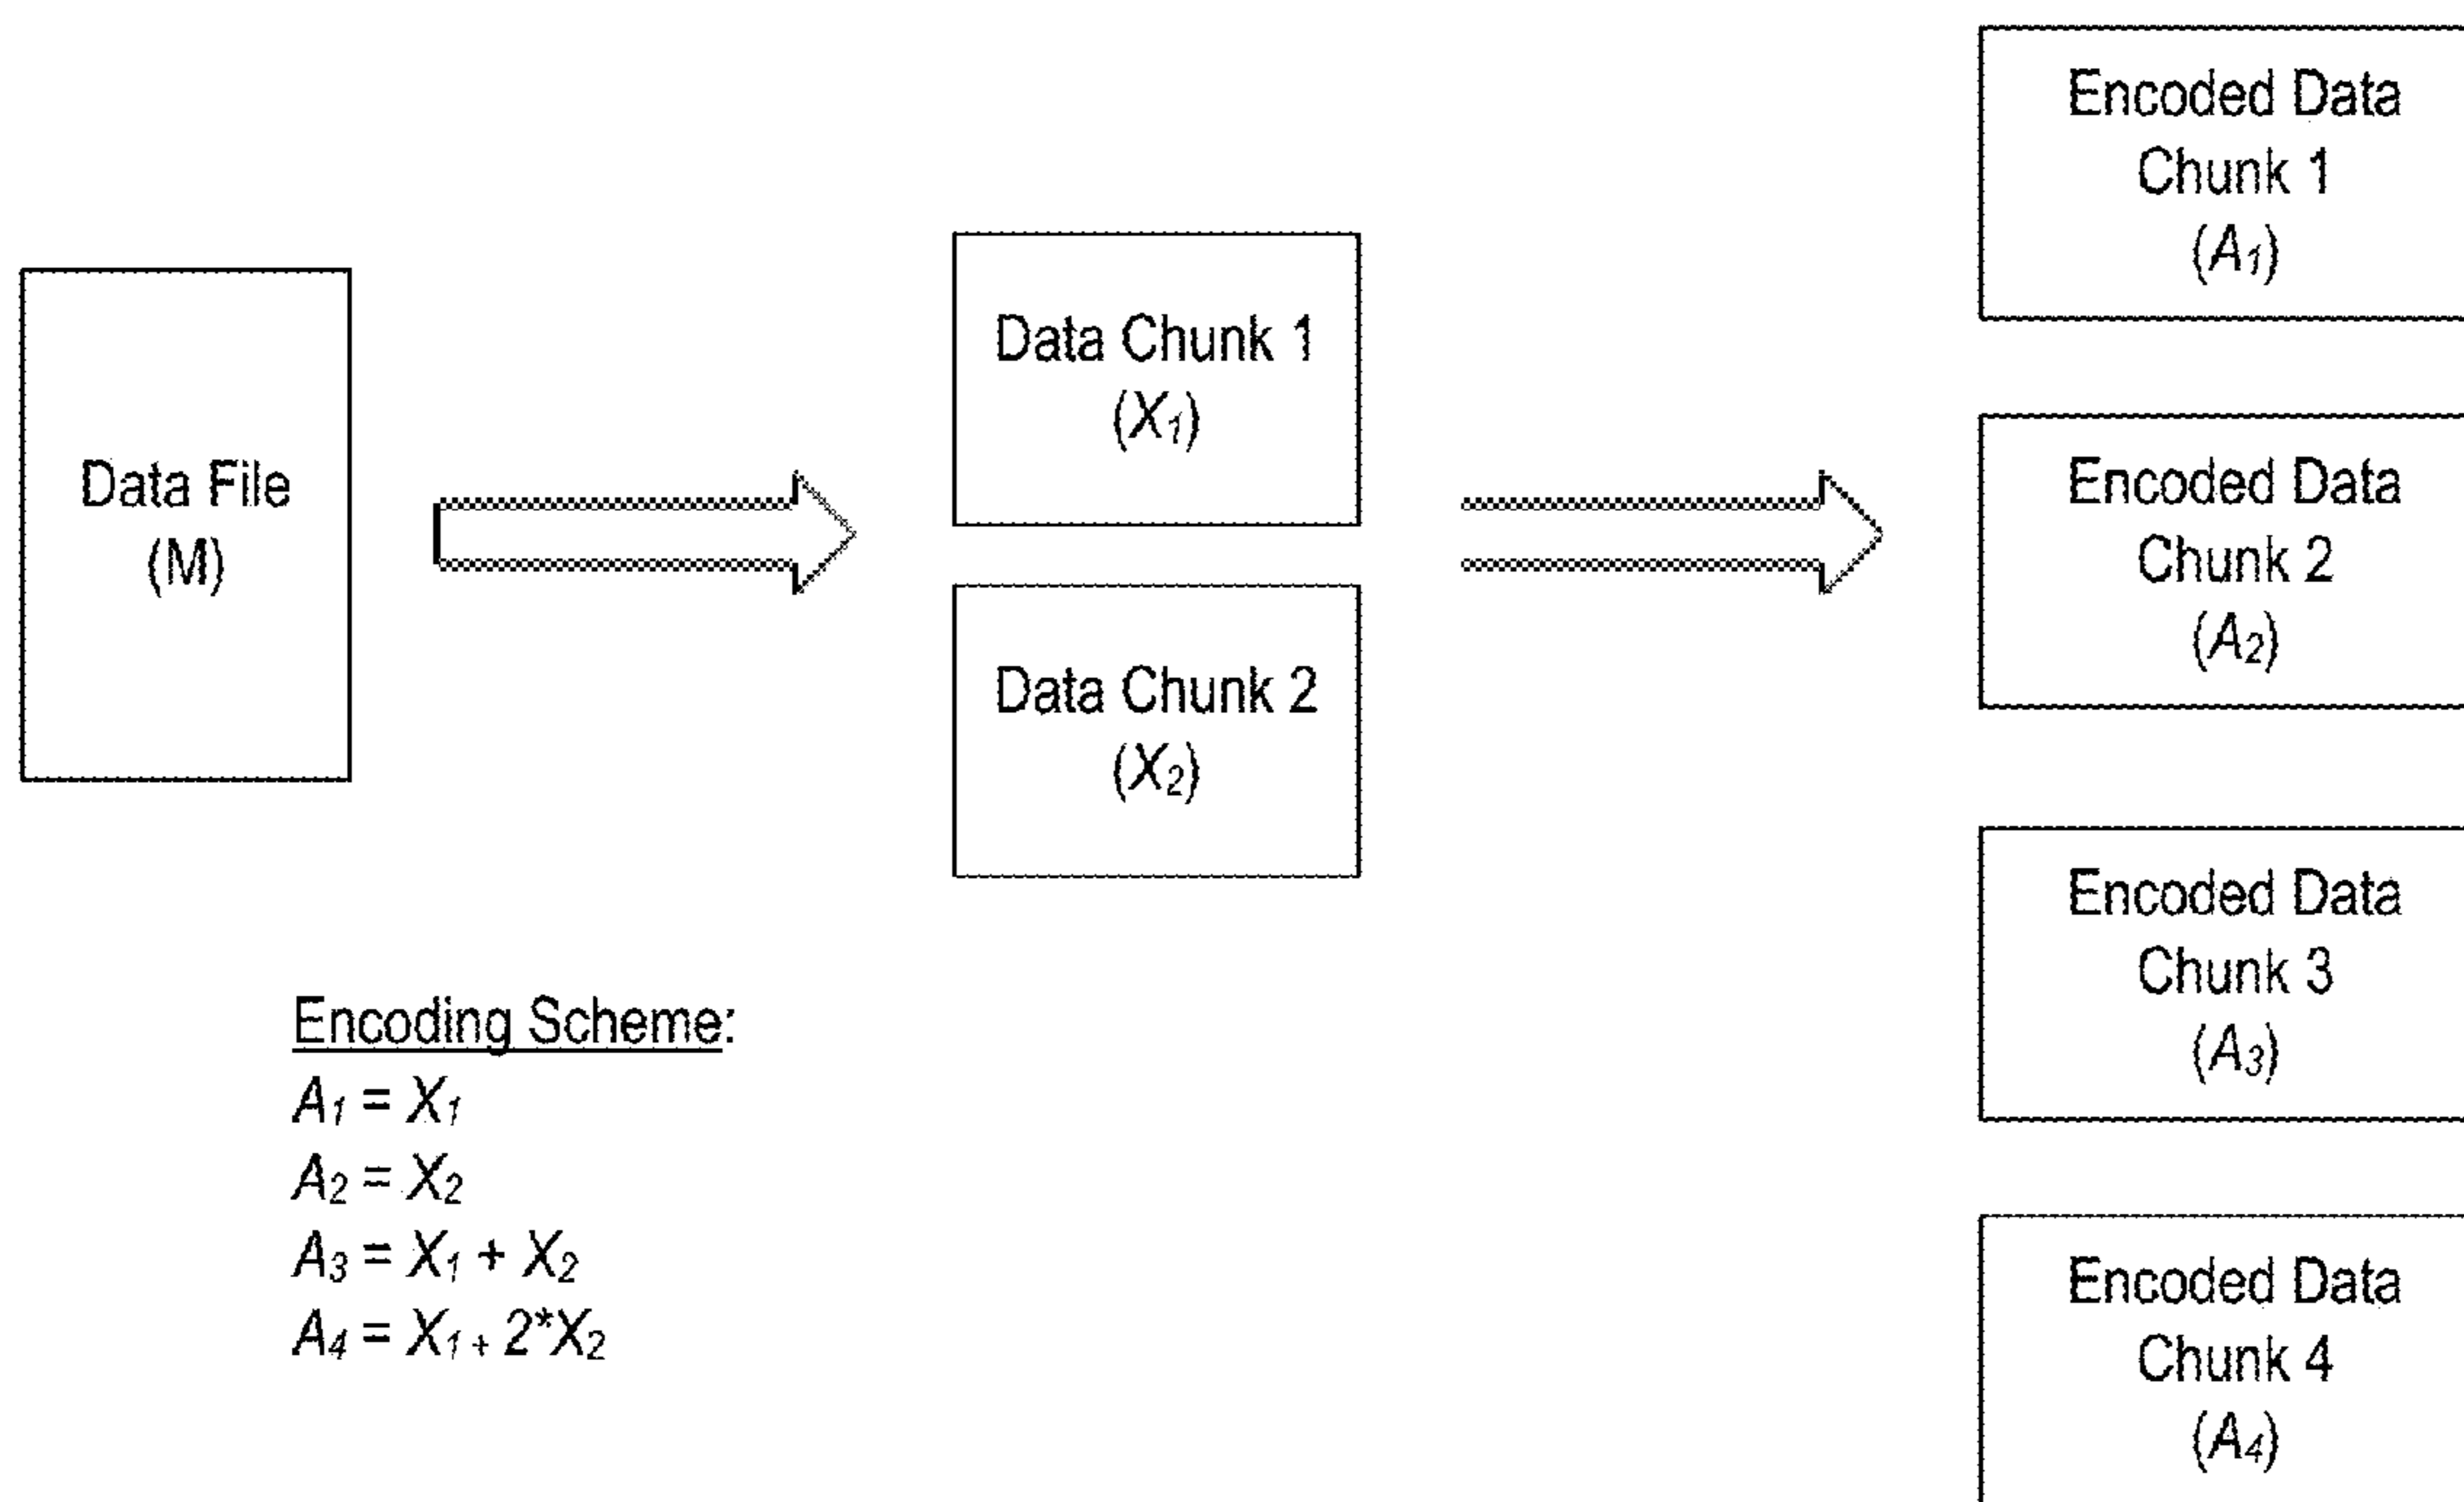 Data File
(M)
Data Chunk 1
(X₁)
Data Chunk 2
(X₂)
Encoded Data
Chunk 1
(A₁)
Encoded Data
Chunk 2
(A₂)
Encoded Data
Chunk 3
(A₃)
Encoded Data
Chunk 4
(A₄)
Encoding Scheme:
A₁ = X₁
A₂ = X₂
A₃ = X₁ + X₂
A₄ = X₁ + 2*X₂